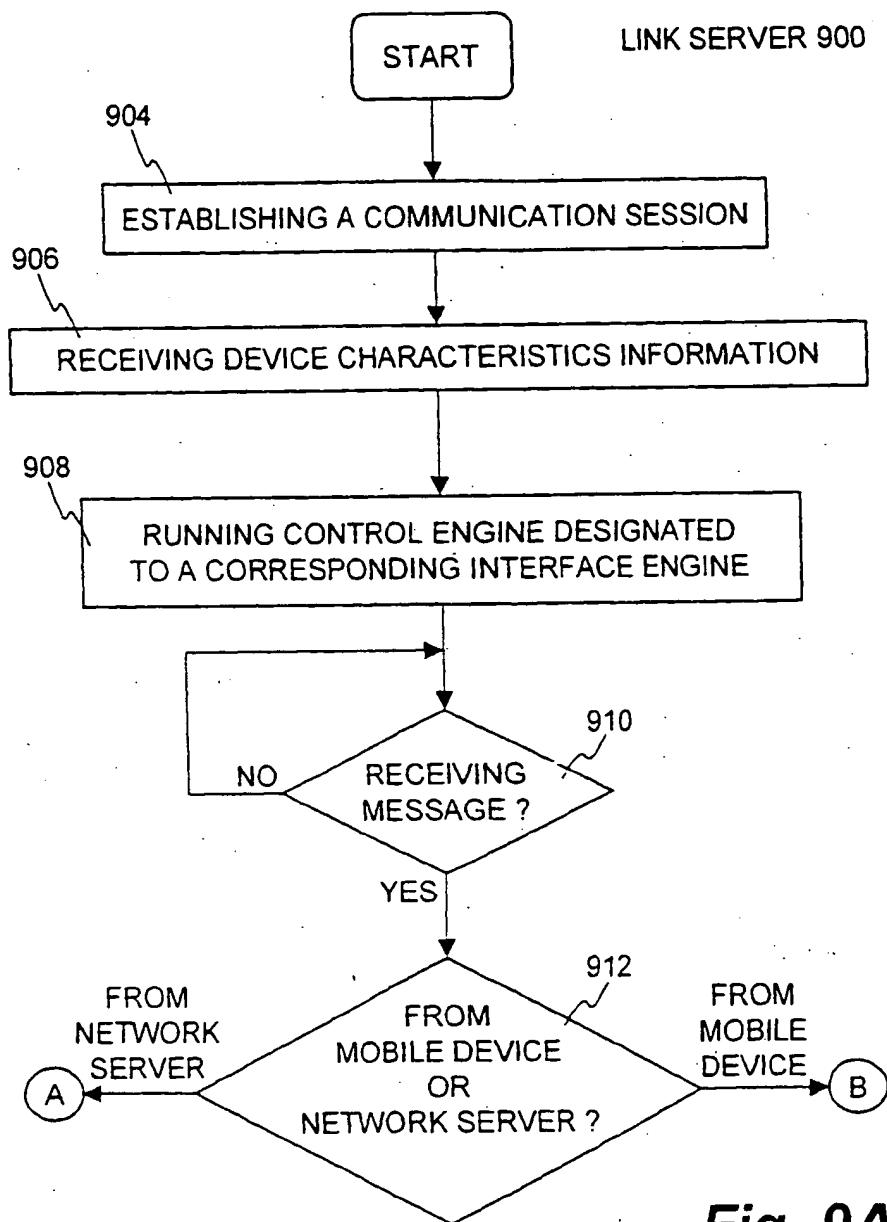 START
LINK SERVER 900
904
ESTABLISHING A COMMUNICATION SESSION
906
RECEIVING DEVICE CHARACTERISTICS INFORMATION
908
RUNNING CONTROL ENGINE DESIGNATED
TO A CORRESPONDING INTERFACE ENGINE
910
NO
RECEIVING
MESSAGE ?
YES
912
FROM
NETWORK
SERVER
FROM
MOBILE DEVICE
OR
NETWORK SERVER ?
FROM
MOBILE
DEVICE
A
B
Fig. 9A